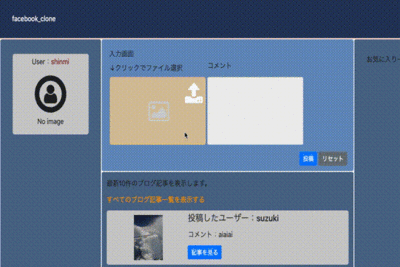 facebook_clone
User：shinmi
No image
入力画面
↓クリックでファイル選択
コメント
投稿
リセット
お気に入り一
最新10件のブログ記事を表示します。
すべてのブログ記事一覧を表示する
投稿したユーザー：suzuki
コメント：aiaiai
記事を見る